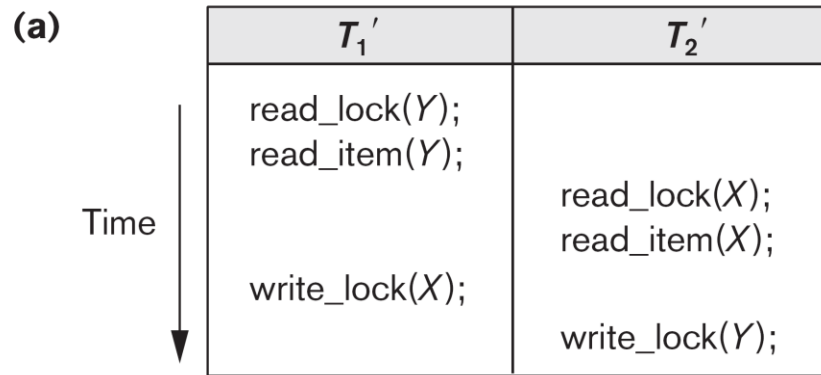 (a)
T₁′ T₂′
read_lock(Y);
read_item(Y);
read_lock(X);
Time read_item(X);
write_lock(X);
write_lock(Y);